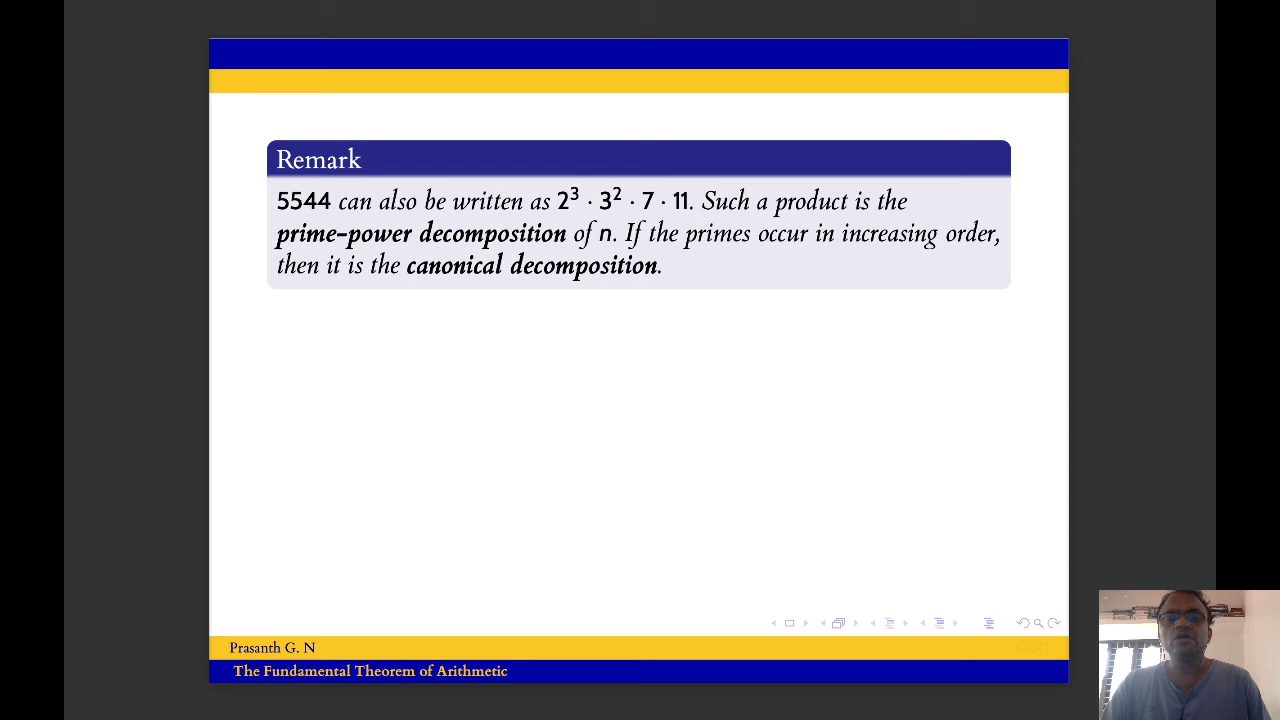 Remark
5544 can also be written as 2³ · 3² · 7 · 11. Such a product is the
prime-power decomposition of n. If the primes occur in increasing order,
then it is the canonical decomposition.
Prasanth G. N
The Fundamental Theorem of Arithmetic